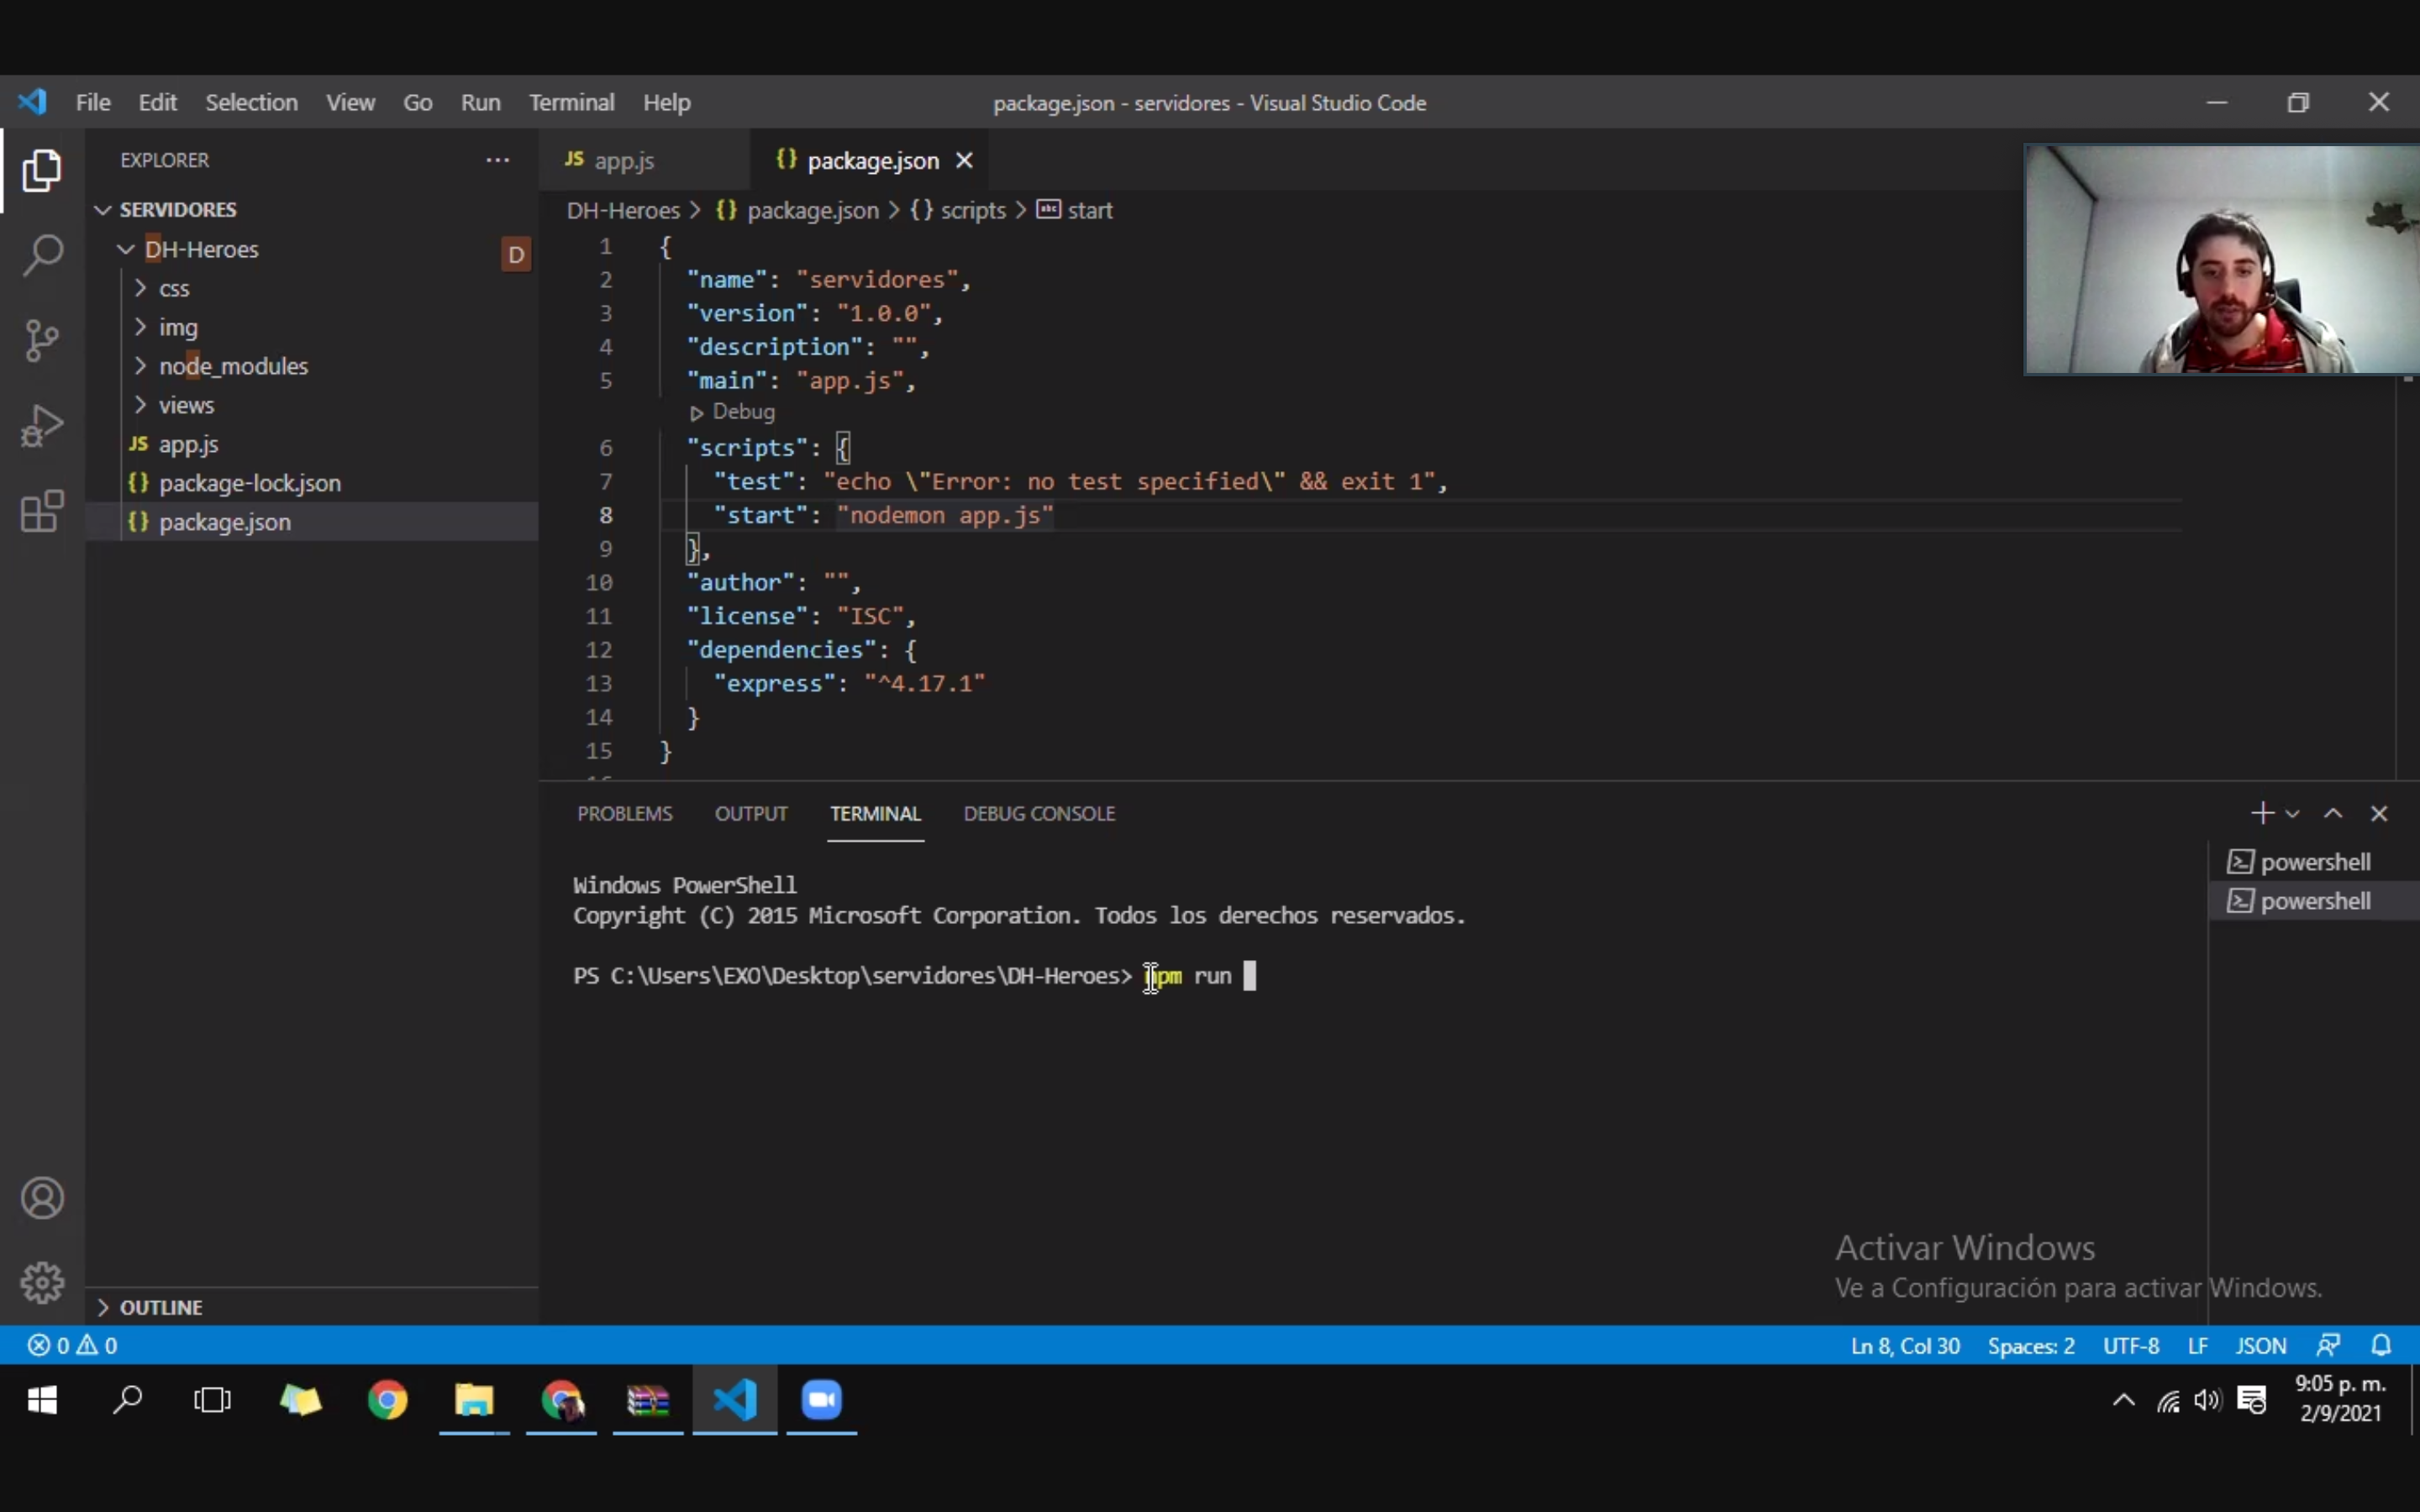 File Edit Selection View Go Run Terminal Help
package.json - servidores - Visual Studio Code
EXPLORER
SERVIDORES
DH-Heroes
D
css
img
node_modules
views
JS app.js
{} package-lock.json
{} package.json
OUTLINE
JS app.js
{} package.json
DH-Heroes > {} package.json > {} scripts > abc start
1 {
2 "name": "servidores",
3 "version": "1.0.0",
4 "description": "",
5 "main": "app.js",
Debug
6 "scripts": {
7 "test": "echo \"Error: no test specified\" && exit 1",
8 "start": "nodemon app.js"
9 },
10 "author": "",
11 "license": "ISC",
12 "dependencies": {
13 "express": "^4.17.1"
14 }
15 }
PROBLEMS OUTPUT TERMINAL DEBUG CONSOLE
Windows PowerShell
Copyright (C) 2015 Microsoft Corporation. Todos los derechos reservados.
PS C:\Users\EXO\Desktop\servidores\DH-Heroes> npm run
powershell
powershell
Activar Windows
Ve a Configuración para activar Windows.
0 0
Ln 8, Col 30 Spaces: 2 UTF-8 LF JSON
9:05 p. m.
2/9/2021